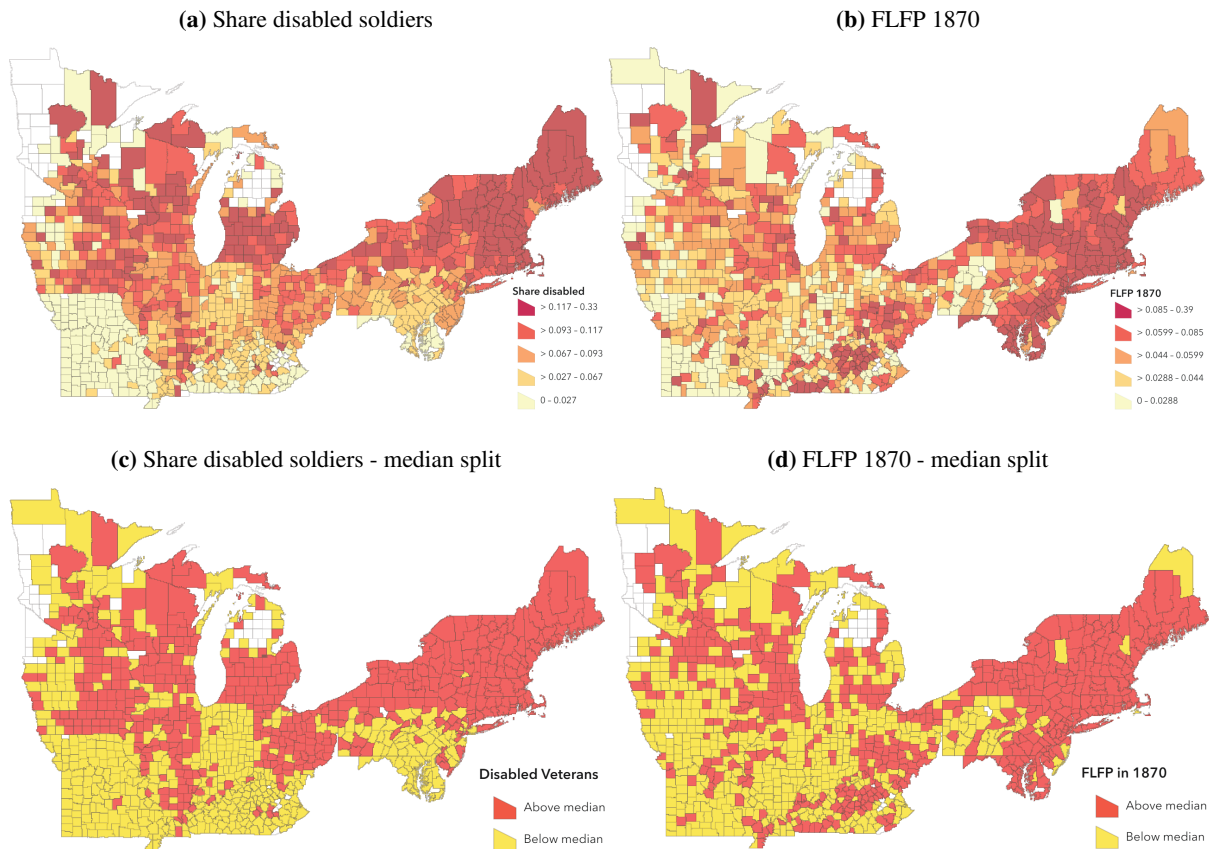 (a) Share disabled soldiers
(b) FLFP 1870
Share disabled
> 0.117 - 0.33
> 0.093 - 0.117
> 0.067 - 0.093
> 0.027 - 0.067
0 - 0.027
FLFP 1870
> 0.085 - 0.39
> 0.0599 - 0.085
> 0.044 - 0.0599
> 0.0288 - 0.044
0 - 0.0288
(c) Share disabled soldiers - median split
(d) FLFP 1870 - median split
Disabled Veterans
Above median
Below median
FLFP in 1870
Above median
Below median